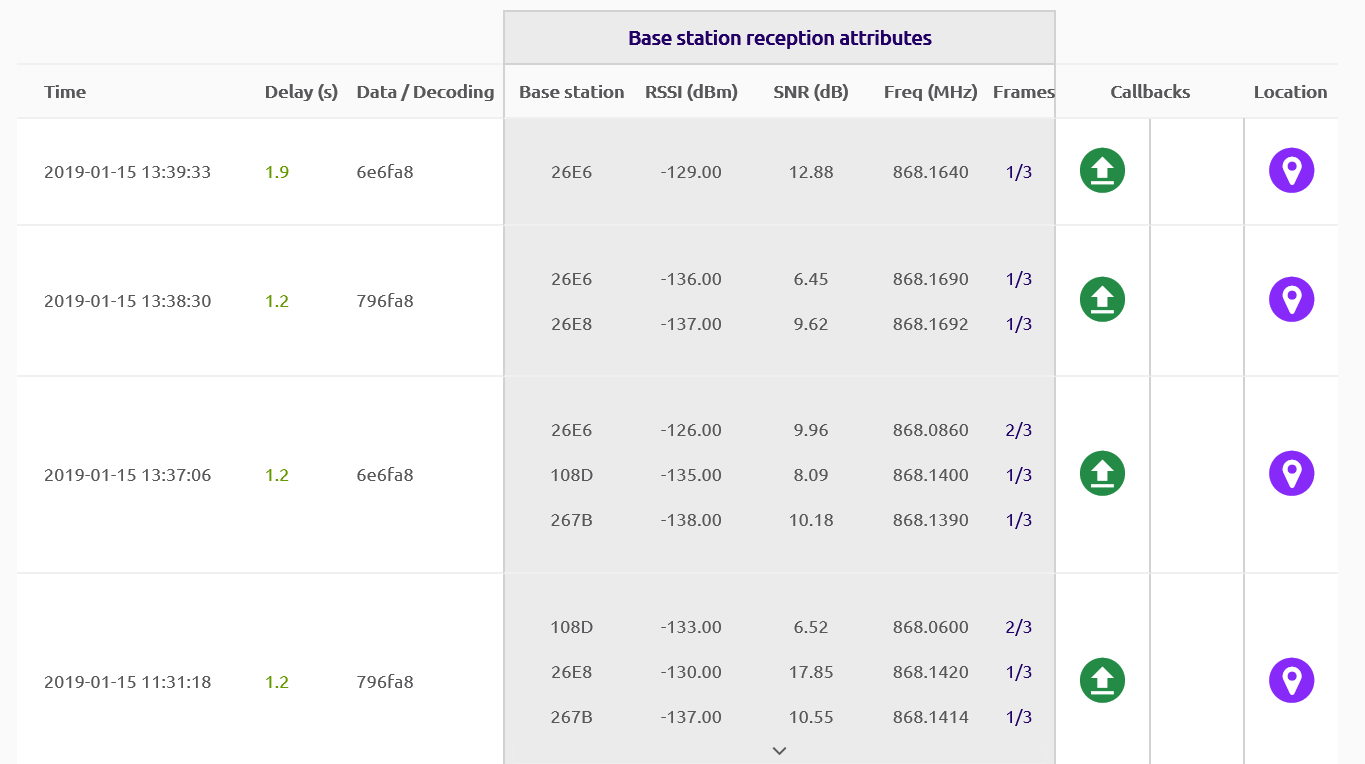 Base station reception attributes
Time Delay (s) Data / Decoding Base station RSSI (dBm) SNR (dB) Freq (MHz) Frames Callbacks Location
2019-01-15 13:39:33 1.9 6e6fa8 26E6 -129.00 12.88 868.1640 1/3
26E6 -136.00 6.45 868.1690 1/3
2019-01-15 13:38:30 1.2 796fa8
26E8 -137.00 9.62 868.1692 1/3
26E6 -126.00 9.96 868.0860 2/3
2019-01-15 13:37:06 1.2 6e6fa8 108D -135.00 8.09 868.1400 1/3
267B -138.00 10.18 868.1390 1/3
108D -133.00 6.52 868.0600 2/3
2019-01-15 11:31:18 1.2 796fa8 26E8 -130.00 17.85 868.1420 1/3
267B -137.00 10.55 868.1414 1/3